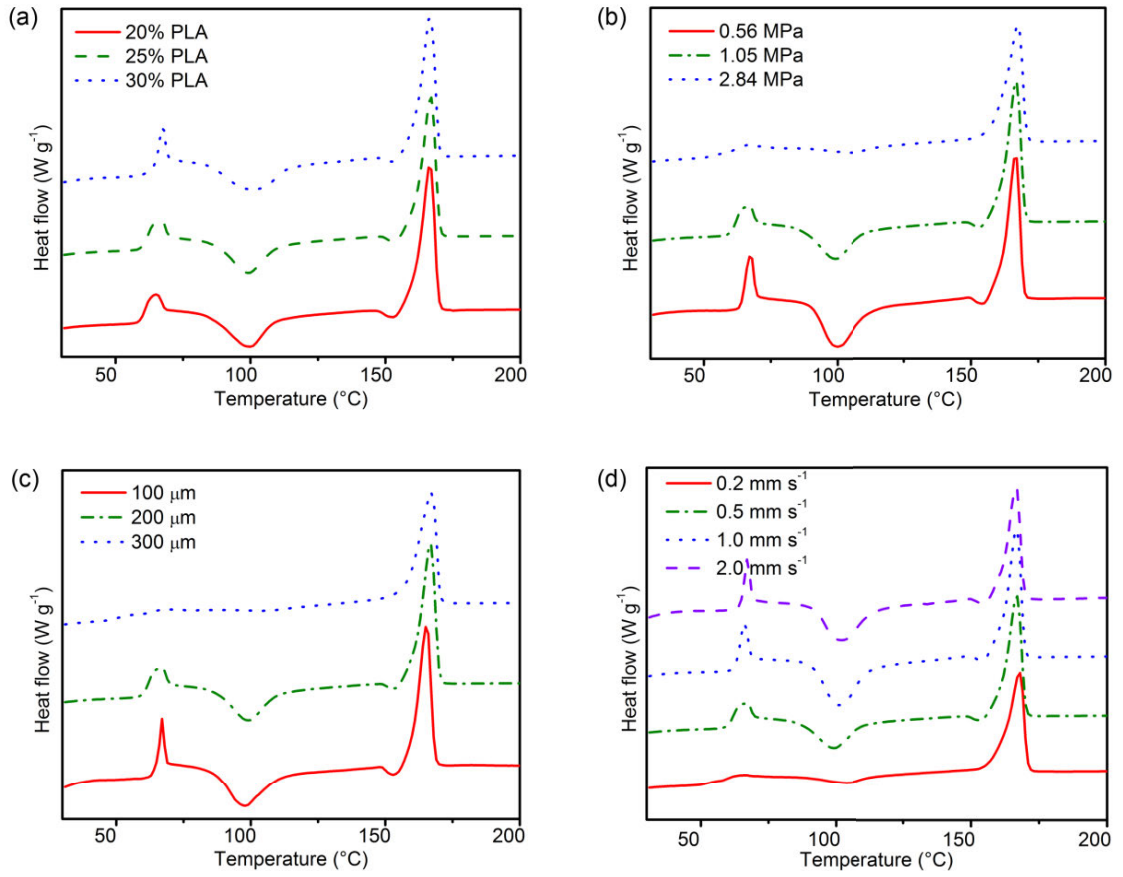 (a)
20% PLA
25% PLA
30% PLA
Heat flow (W g⁻¹)
50 100 150 200
Temperature (°C)
(b)
0.56 MPa
1.05 MPa
2.84 MPa
Heat flow (W g⁻¹)
50 100 150 200
Temperature (°C)
(c)
100 μm
200 μm
300 μm
Heat flow (W g⁻¹)
50 100 150 200
Temperature (°C)
(d)
0.2 mm s⁻¹
0.5 mm s⁻¹
1.0 mm s⁻¹
2.0 mm s⁻¹
Heat flow (W g⁻¹)
50 100 150 200
Temperature (°C)